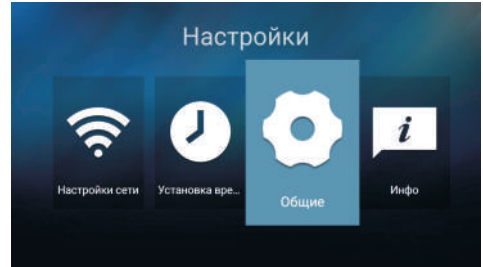 Настройки
Настройки сети
Установка вре...
Общие
Инфо